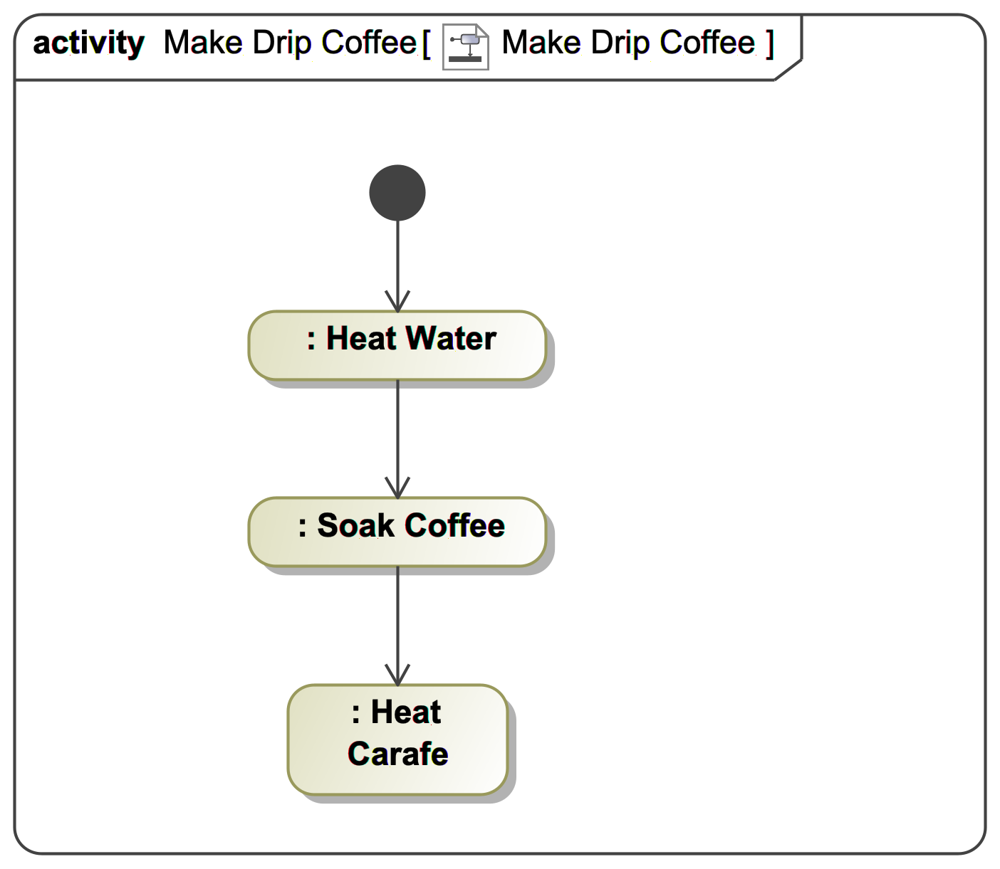 activity Make Drip Coffee[ Make Drip Coffee ]
: Heat Water
: Soak Coffee
: Heat
Carafe